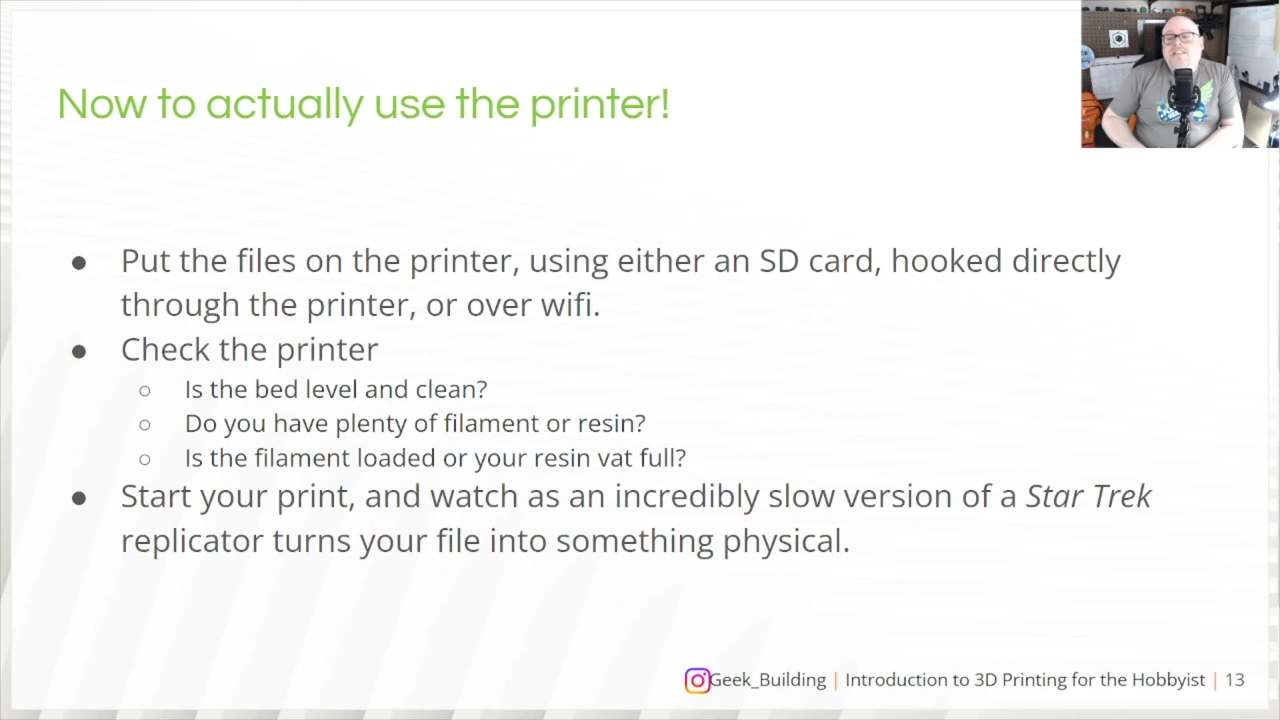 Now to actually use the printer!
● Put the files on the printer, using either an SD card, hooked directly
through the printer, or over wifi.
● Check the printer
○ Is the bed level and clean?
○ Do you have plenty of filament or resin?
○ Is the filament loaded or your resin vat full?
● Start your print, and watch as an incredibly slow version of a Star Trek
replicator turns your file into something physical.
Geek_Building | Introduction to 3D Printing for the Hobbyist | 13